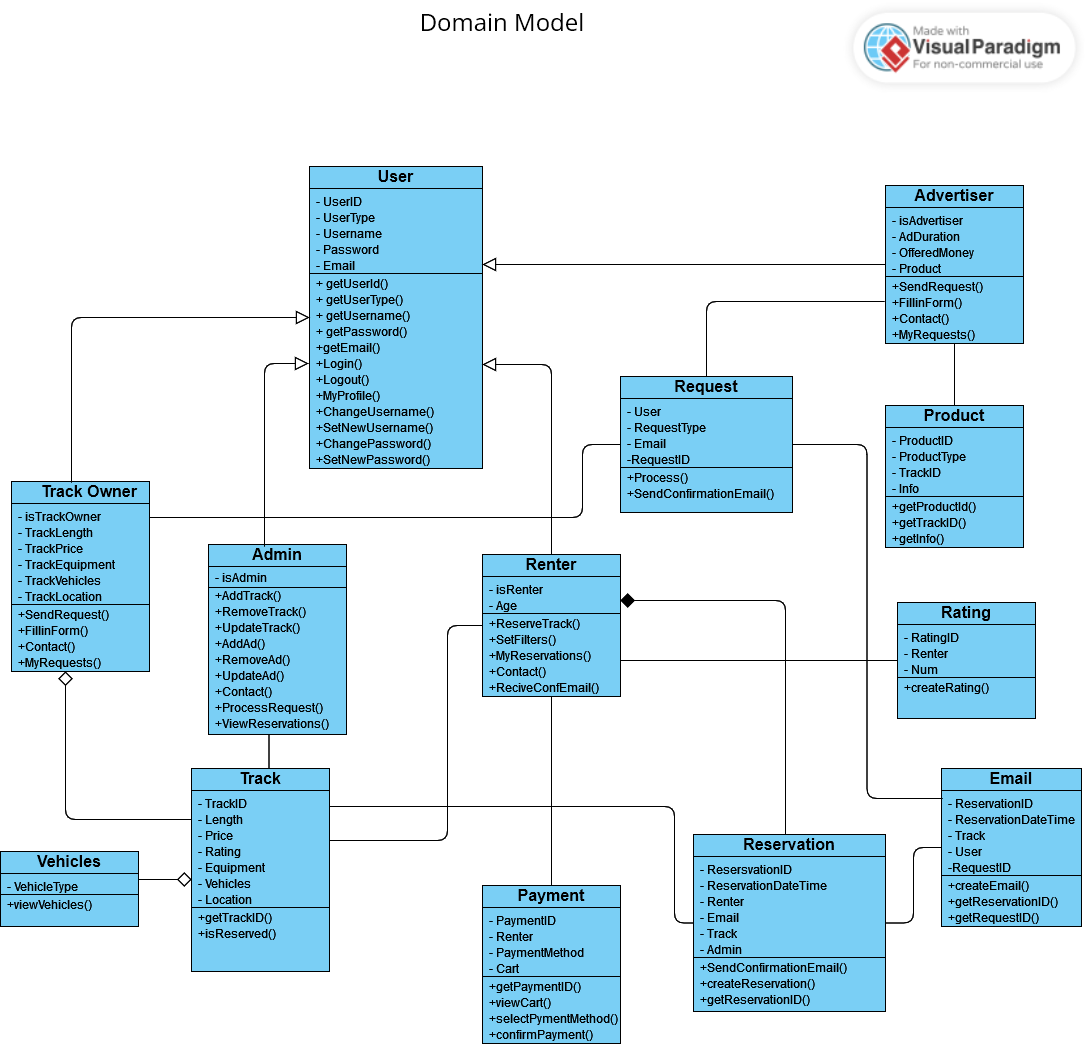 Domain Model
Made with
VisualParadigm
For non-commercial use
User
- UserID
- UserType
- Username
- Password
- Email
+ getUserId()
+ getUserType()
+ getUsername()
+ getPassword()
+getEmail()
+Login()
+Logout()
+MyProfile()
+ChangeUsername()
+SetNewUsername()
+ChangePassword()
+SetNewPassword()
Advertiser
- isAdvertiser
- AdDuration
- OfferedMoney
- Product
+SendRequest()
+FillinForm()
+Contact()
+MyRequests()
Request
- User
- RequestType
- Email
-RequestID
+Process()
+SendConfirmationEmail()
Product
- ProductID
- ProductType
- TrackID
- Info
+getProductId()
+getTrackID()
+getInfo()
Track Owner
- isTrackOwner
- TrackLength
- TrackPrice
- TrackEquipment
- TrackVehicles
- TrackLocation
+SendRequest()
+FillinForm()
+Contact()
+MyRequests()
Admin
- isAdmin
+AddTrack()
+RemoveTrack()
+UpdateTrack()
+AddAd()
+RemoveAd()
+UpdateAd()
+Contact()
+ProcessRequest()
+ViewReservations()
Renter
- isRenter
- Age
+ReserveTrack()
+SetFilters()
+MyReservations()
+Contact()
+ReciveConfEmail()
Rating
- RatingID
- Renter
- Num
+createRating()
Track
- TrackID
- Length
- Price
- Rating
- Equipment
- Vehicles
- Location
+getTrackID()
+isReserved()
Vehicles
- VehicleType
+viewVehicles()
Payment
- PaymentID
- Renter
- PaymentMethod
- Cart
+getPaymentID()
+viewCart()
+selectPymentMethod()
+confirmPayment()
Reservation
- ResersvationID
- ReservationDateTime
- Renter
- Email
- Track
- Admin
+SendConfirmationEmail()
+createReservation()
+getReservationID()
Email
- ReservationID
- ReservationDateTime
- Track
- User
-RequestID
+createEmail()
+getReservationID()
+getRequestID()